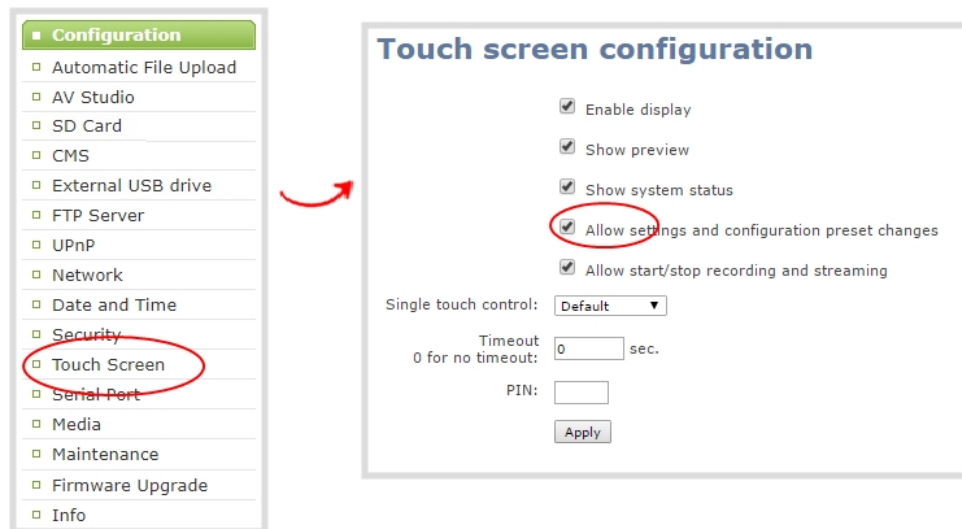 Configuration
Automatic File Upload
AV Studio
SD Card
CMS
External USB drive
FTP Server
UPnP
Network
Date and Time
Security
Touch Screen
Serial Port
Media
Maintenance
Firmware Upgrade
Info
Touch screen configuration
Enable display
Show preview
Show system status
Allow settings and configuration preset changes
Allow start/stop recording and streaming
Single touch control: Default
Timeout
0 for no timeout: 0 sec.
PIN:
Apply